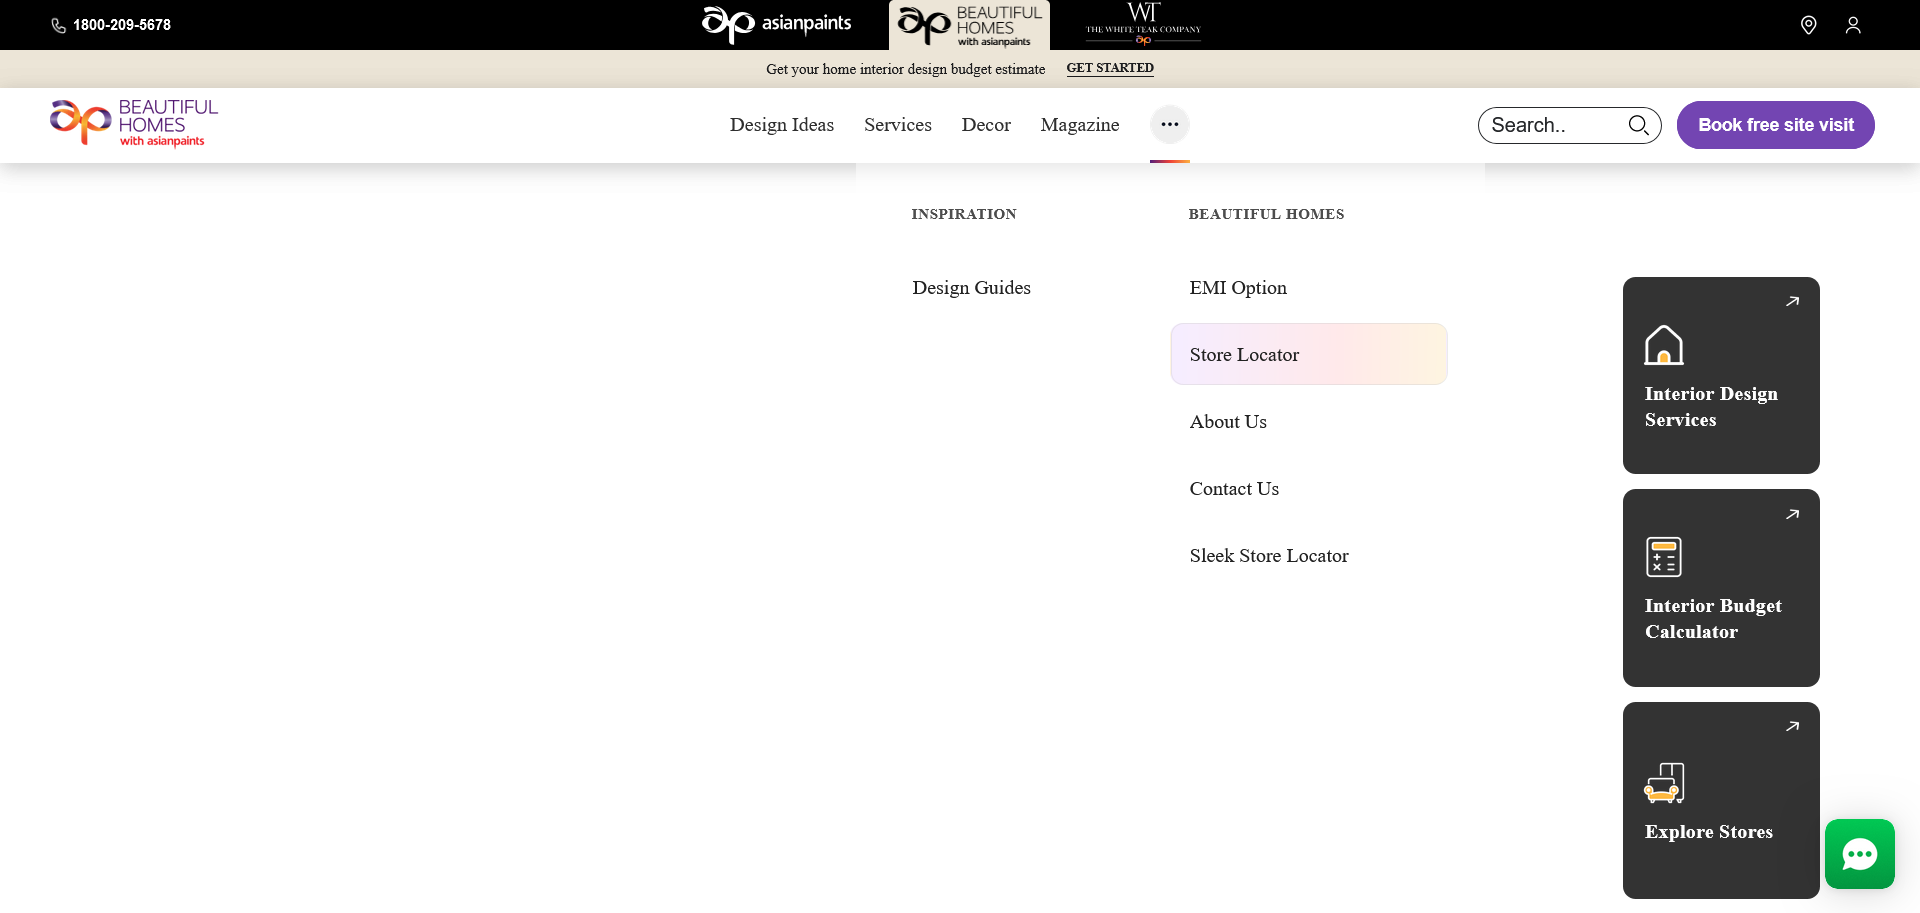 1800-209-5678
asianpaints
BEAUTIFUL
HOMES
with asianpaints
WT
THE WHITE TEAK COMPANY
ap
Get your home interior design budget estimate GET STARTED
BEAUTIFUL
HOMES
with asianpaints
Design Ideas Services Decor Magazine
Search..
Book free site visit
INSPIRATION
Design Guides
BEAUTIFUL HOMES
EMI Option
Store Locator
About Us
Contact Us
Sleek Store Locator
Interior Design
Services
Interior Budget
Calculator
Explore Stores